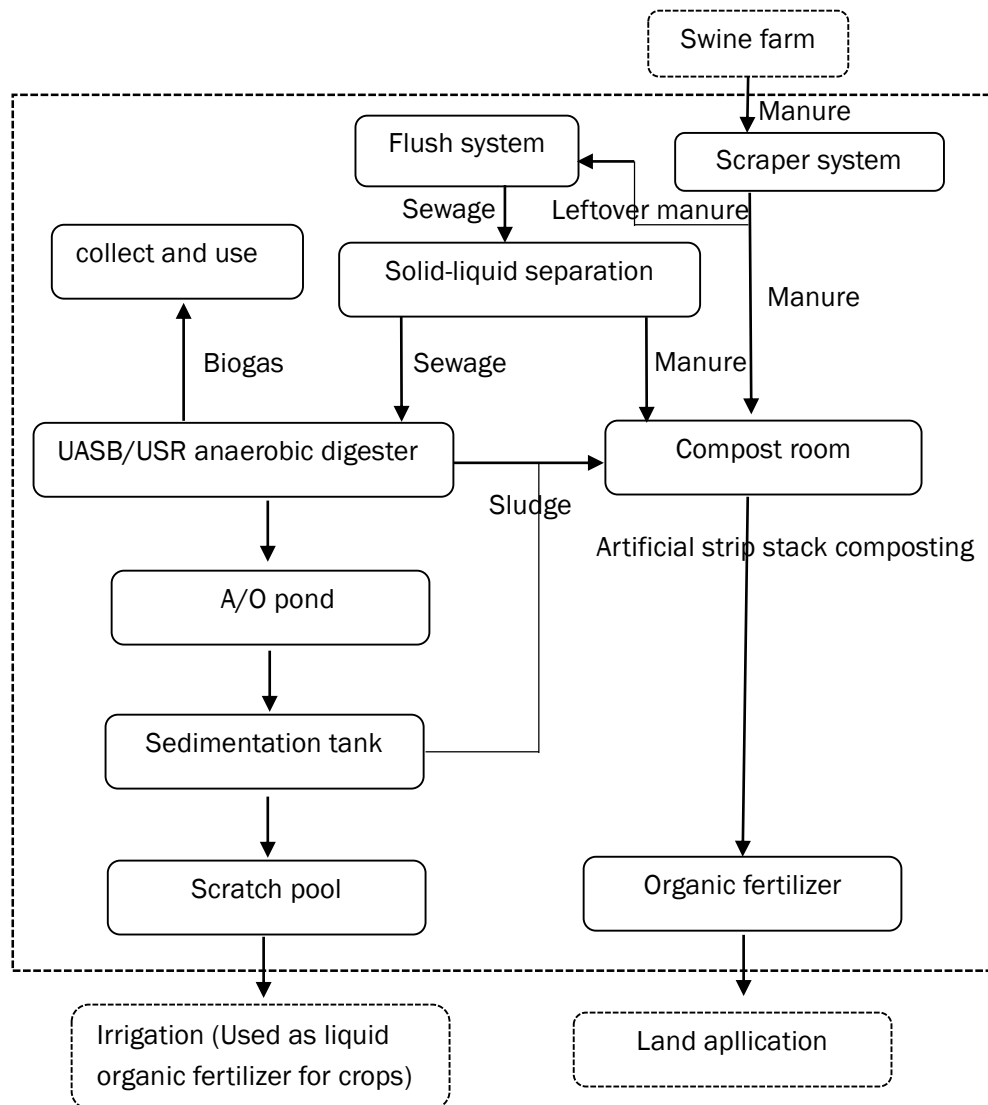 Swine farm
Manure
Flush system
Scraper system
Sewage
Leftover manure
collect and use
Solid-liquid separation
Manure
Biogas
Sewage
Manure
UASB/USR anaerobic digester
Compost room
Sludge
Artificial strip stack composting
A/O pond
Sedimentation tank
Scratch pool
Organic fertilizer
Irrigation (Used as liquid
organic fertilizer for crops)
Land apllication